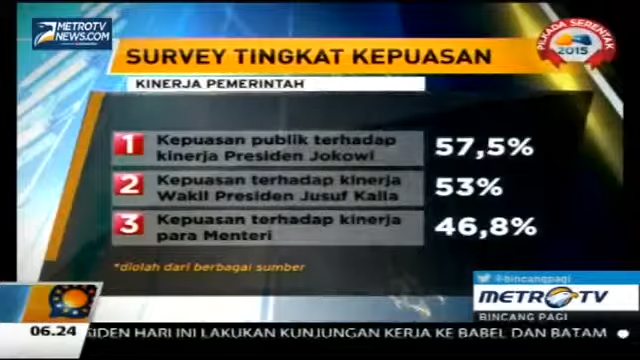 METROTV
NEWS.COM
PILKADA SERENTAK
2015
SURVEY TINGKAT KEPUASAN
KINERJA PEMERINTAH
1 Kepuasan publik terhadap
kinerja Presiden Jokowi 57,5%
2 Kepuasan terhadap kinerja
Wakil Presiden Jusuf Kalla 53%
3 Kepuasan terhadap kinerja
para Menteri 46,8%
*diolah dari berbagai sumber
@bincangpagi
METRO TV
BINCANG PAGI
06.24 IDEN HARI INI LAKUKAN KUNJUNGAN KERJA KE BABEL DAN BATAM